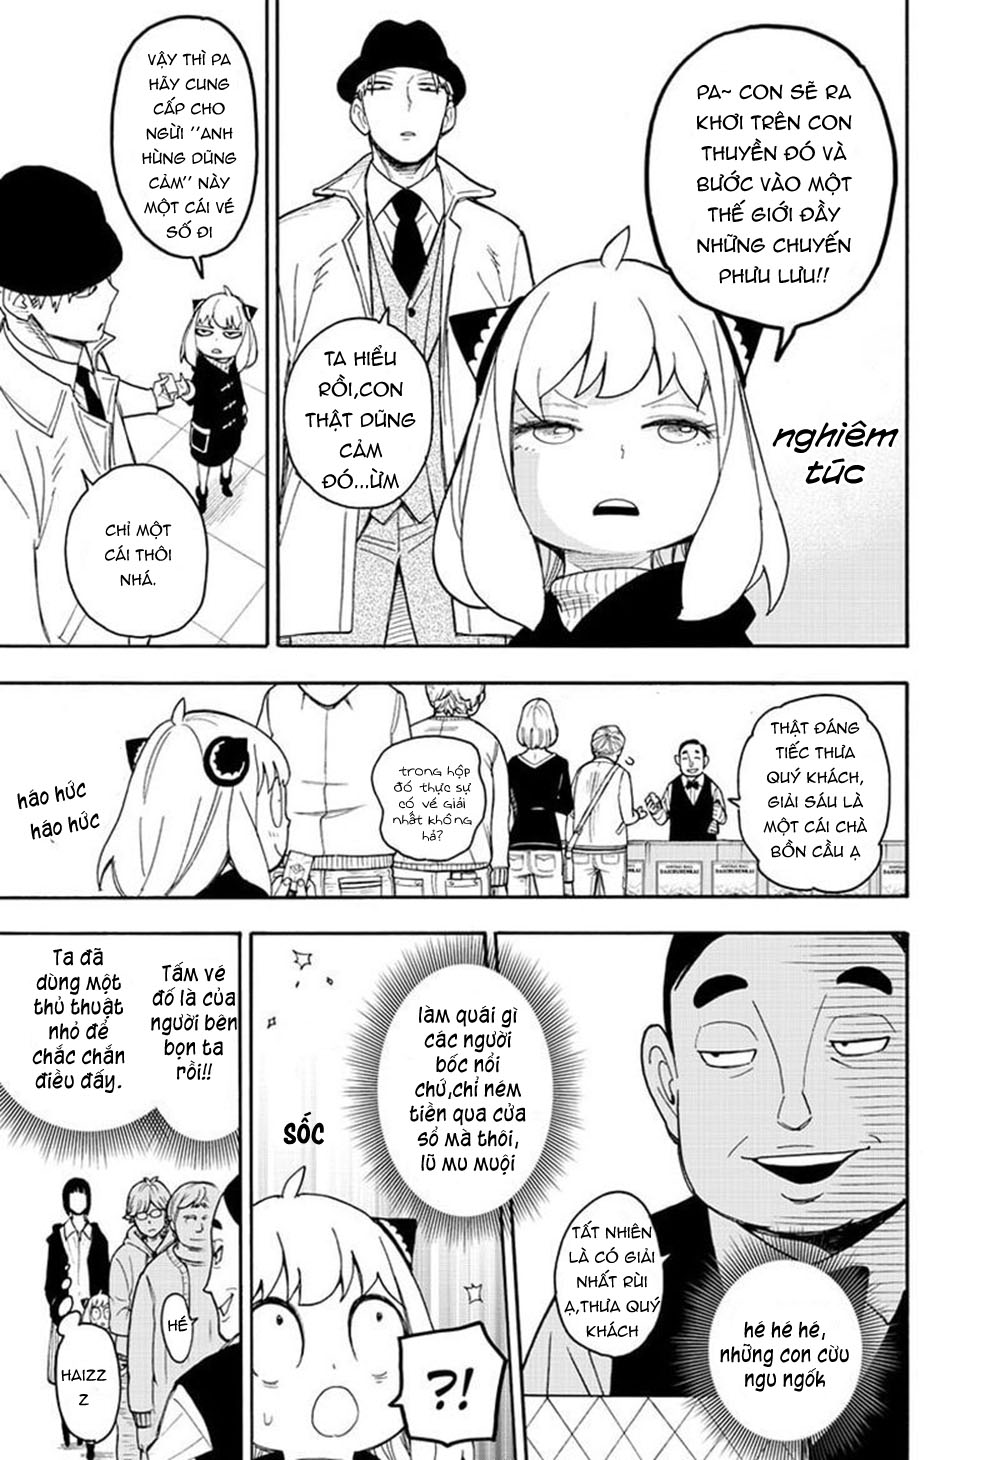 PA~ CON SẼ RA
KHƠI TRÊN CON
THUYỀN ĐÓ VÀ
BƯỚC VÀO MỘT
THẾ GIỚI ĐẦY
NHỮNG CHUYẾN
PHƯU LƯU!!
nghiêm
túc
TA HIỂU
RỒI,CON
THẬT DŨNG
CẢM
ĐÓ...ỪM
VẬY THÌ PA
HÃY CUNG
CẤP CHO
NGỪI "ANH
HÙNG DŨNG
CẢM" NÀY
MỘT CÁI VÉ
SỐ ĐI
CHỈ MỘT
CÁI THÔI
NHÁ.
THẬT ĐÁNG
TIẾC THƯA
QUÝ KHÁCH,
GIẢI SÁU LÀ
MỘT CÁI CHÀ
BỒN CẦU Ạ
trong hộp
đó thực sự
có vé giải
nhất không
hả?
háo hức
háo hức
TẤT NHIÊN
LÀ CÓ GIẢI
NHẤT RÙI
Ạ,THƯA QUÝ
KHÁCH
hé hé hé,
những con cừu
ngu ngốk
làm quái gì
các người
bốc nổi
chứ,chỉ ném
tiền qua cửa
sổ mà thôi,
lũ mu muội
SỐC
?!
Tấm vé
đó là của
người bên
bọn ta
rồi!!
Ta đã
dùng một
thủ thuật
nhỏ để
chắc chắn
điều đấy.
HÉ
HAIZZ
Z